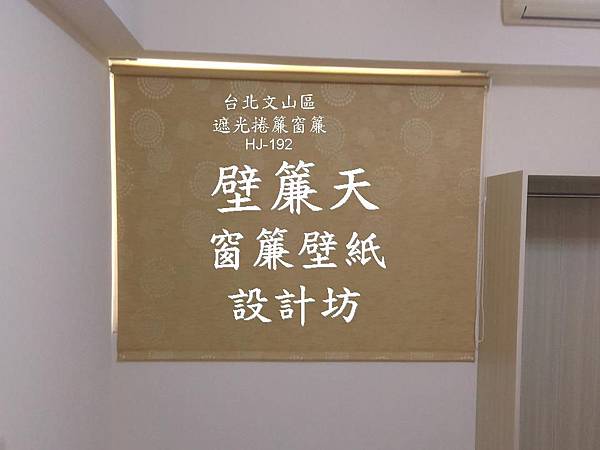 台北文山區
遮光捲簾窗簾
HJ-192
壁簾天
窗簾壁紙
設計坊